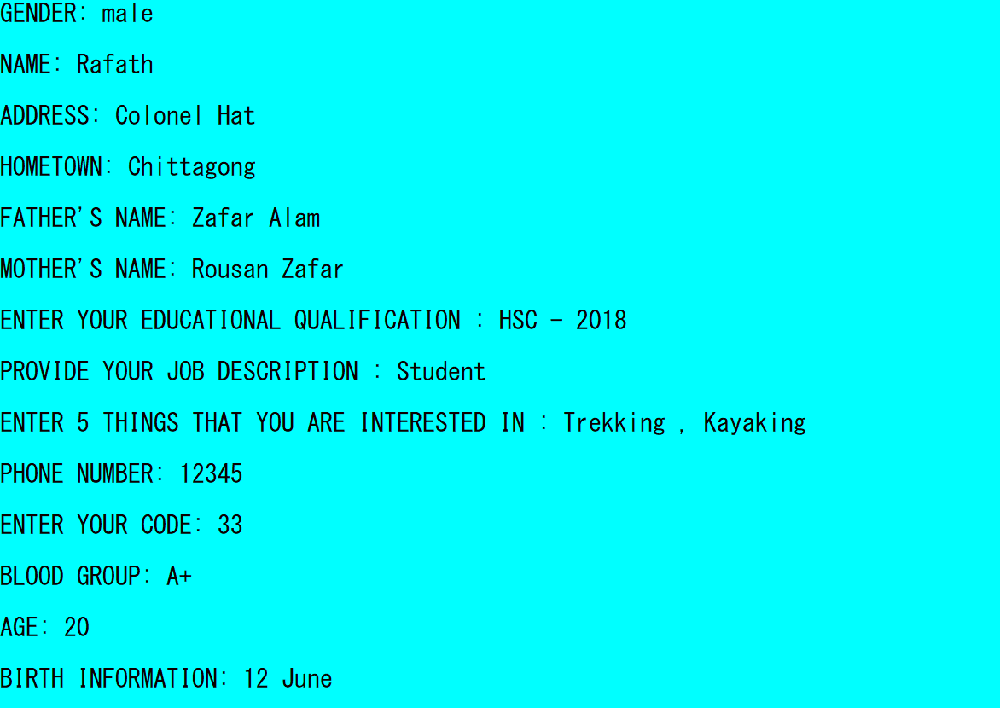 GENDER: male
NAME: Rafath
ADDRESS: Colonel Hat
HOMETOWN: Chittagong
FATHER'S NAME: Zafar Alam
MOTHER'S NAME: Rousan Zafar
ENTER YOUR EDUCATIONAL QUALIFICATION : HSC - 2018
PROVIDE YOUR JOB DESCRIPTION : Student
ENTER 5 THINGS THAT YOU ARE INTERESTED IN : Trekking , Kayaking
PHONE NUMBER: 12345
ENTER YOUR CODE: 33
BLOOD GROUP: A+
AGE: 20
BIRTH INFORMATION: 12 June